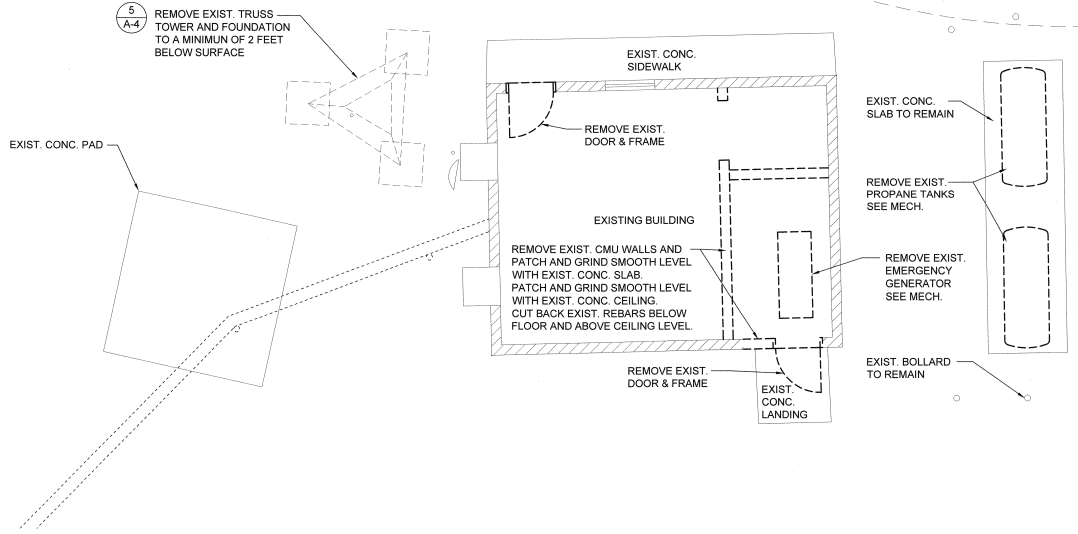 5
A-4
REMOVE EXIST. TRUSS
TOWER AND FOUNDATION
TO A MINIMUN OF 2 FEET
BELOW SURFACE
EXIST. CONC.
SIDEWALK
EXIST. CONC.
SLAB TO REMAIN
REMOVE EXIST.
DOOR & FRAME
EXIST. CONC. PAD
REMOVE EXIST.
PROPANE TANKS
SEE MECH.
EXISTING BUILDING
REMOVE EXIST. CMU WALLS AND
PATCH AND GRIND SMOOTH LEVEL
WITH EXIST. CONC. SLAB.
PATCH AND GRIND SMOOTH LEVEL
WITH EXIST. CONC. CEILING.
CUT BACK EXIST. REBARS BELOW
FLOOR AND ABOVE CEILING LEVEL.
REMOVE EXIST.
EMERGENCY
GENERATOR
SEE MECH.
REMOVE EXIST.
DOOR & FRAME
EXIST.
CONC.
LANDING
EXIST. BOLLARD
TO REMAIN